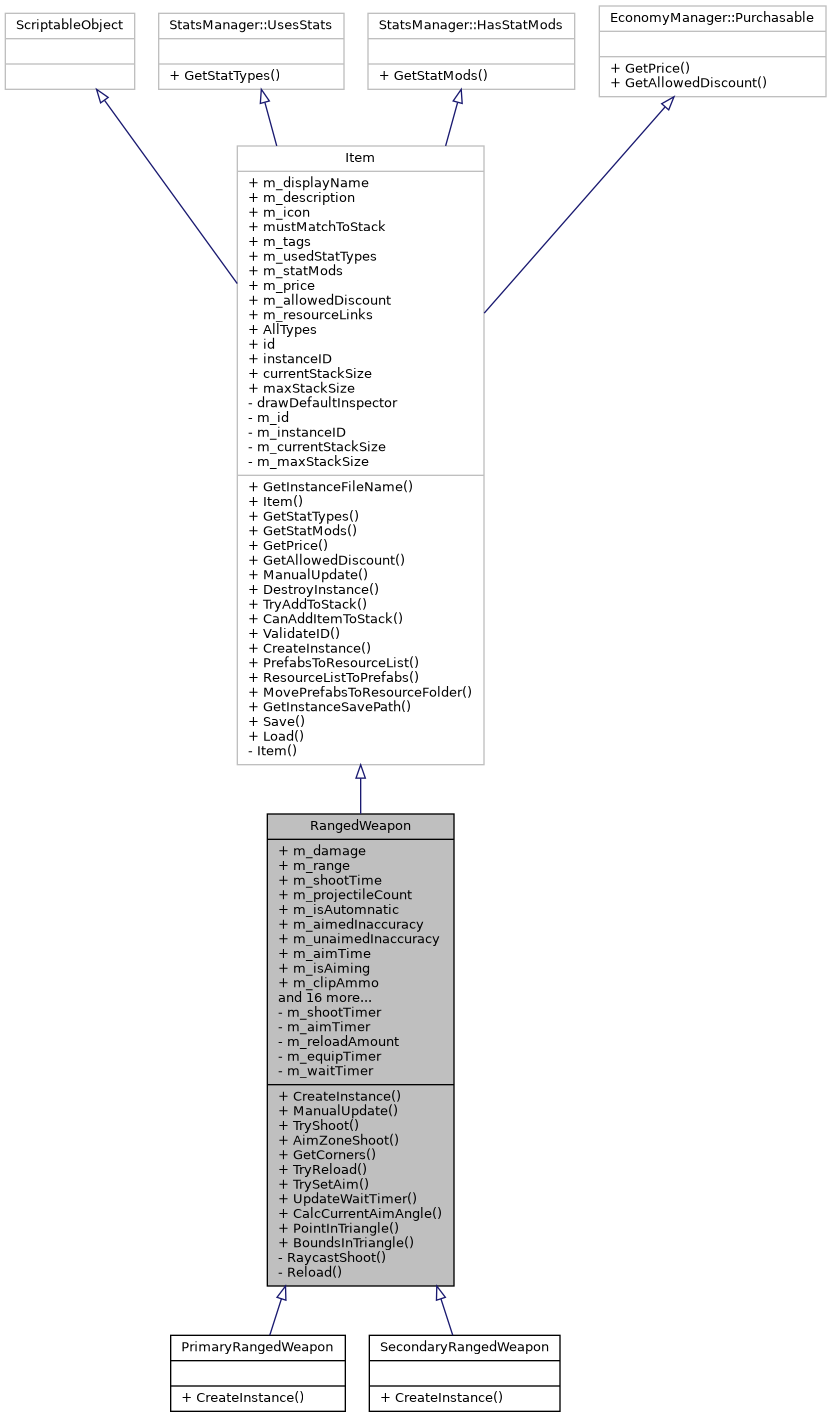 ScriptableObject
StatsManager::UsesStats
+ GetStatTypes()
StatsManager::HasStatMods
+ GetStatMods()
EconomyManager::Purchasable
+ GetPrice()
+ GetAllowedDiscount()
Item
+ m_displayName
+ m_description
+ m_icon
+ mustMatchToStack
+ m_tags
+ m_usedStatTypes
+ m_statMods
+ m_price
+ m_allowedDiscount
+ m_resourceLinks
+ AllTypes
+ id
+ instanceID
+ currentStackSize
+ maxStackSize
- drawDefaultInspector
- m_id
- m_instanceID
- m_currentStackSize
- m_maxStackSize
+ GetInstanceFileName()
+ Item()
+ GetStatTypes()
+ GetStatMods()
+ GetPrice()
+ GetAllowedDiscount()
+ ManualUpdate()
+ DestroyInstance()
+ TryAddToStack()
+ CanAddItemToStack()
+ ValidateID()
+ CreateInstance()
+ PrefabsToResourceList()
+ ResourceListToPrefabs()
+ MovePrefabsToResourceFolder()
+ GetInstanceSavePath()
+ Save()
+ Load()
- Item()
RangedWeapon
+ m_damage
+ m_range
+ m_shootTime
+ m_projectileCount
+ m_isAutomnatic
+ m_aimedInaccuracy
+ m_unaimedInaccuracy
+ m_aimTime
+ m_isAiming
+ m_clipAmmo
and 16 more...
- m_shootTimer
- m_aimTimer
- m_reloadAmount
- m_equipTimer
- m_waitTimer
+ CreateInstance()
+ ManualUpdate()
+ TryShoot()
+ AimZoneShoot()
+ GetCorners()
+ TryReload()
+ TrySetAim()
+ UpdateWaitTimer()
+ CalcCurrentAimAngle()
+ PointInTriangle()
+ BoundsInTriangle()
- RaycastShoot()
- Reload()
PrimaryRangedWeapon
+ CreateInstance()
SecondaryRangedWeapon
+ CreateInstance()